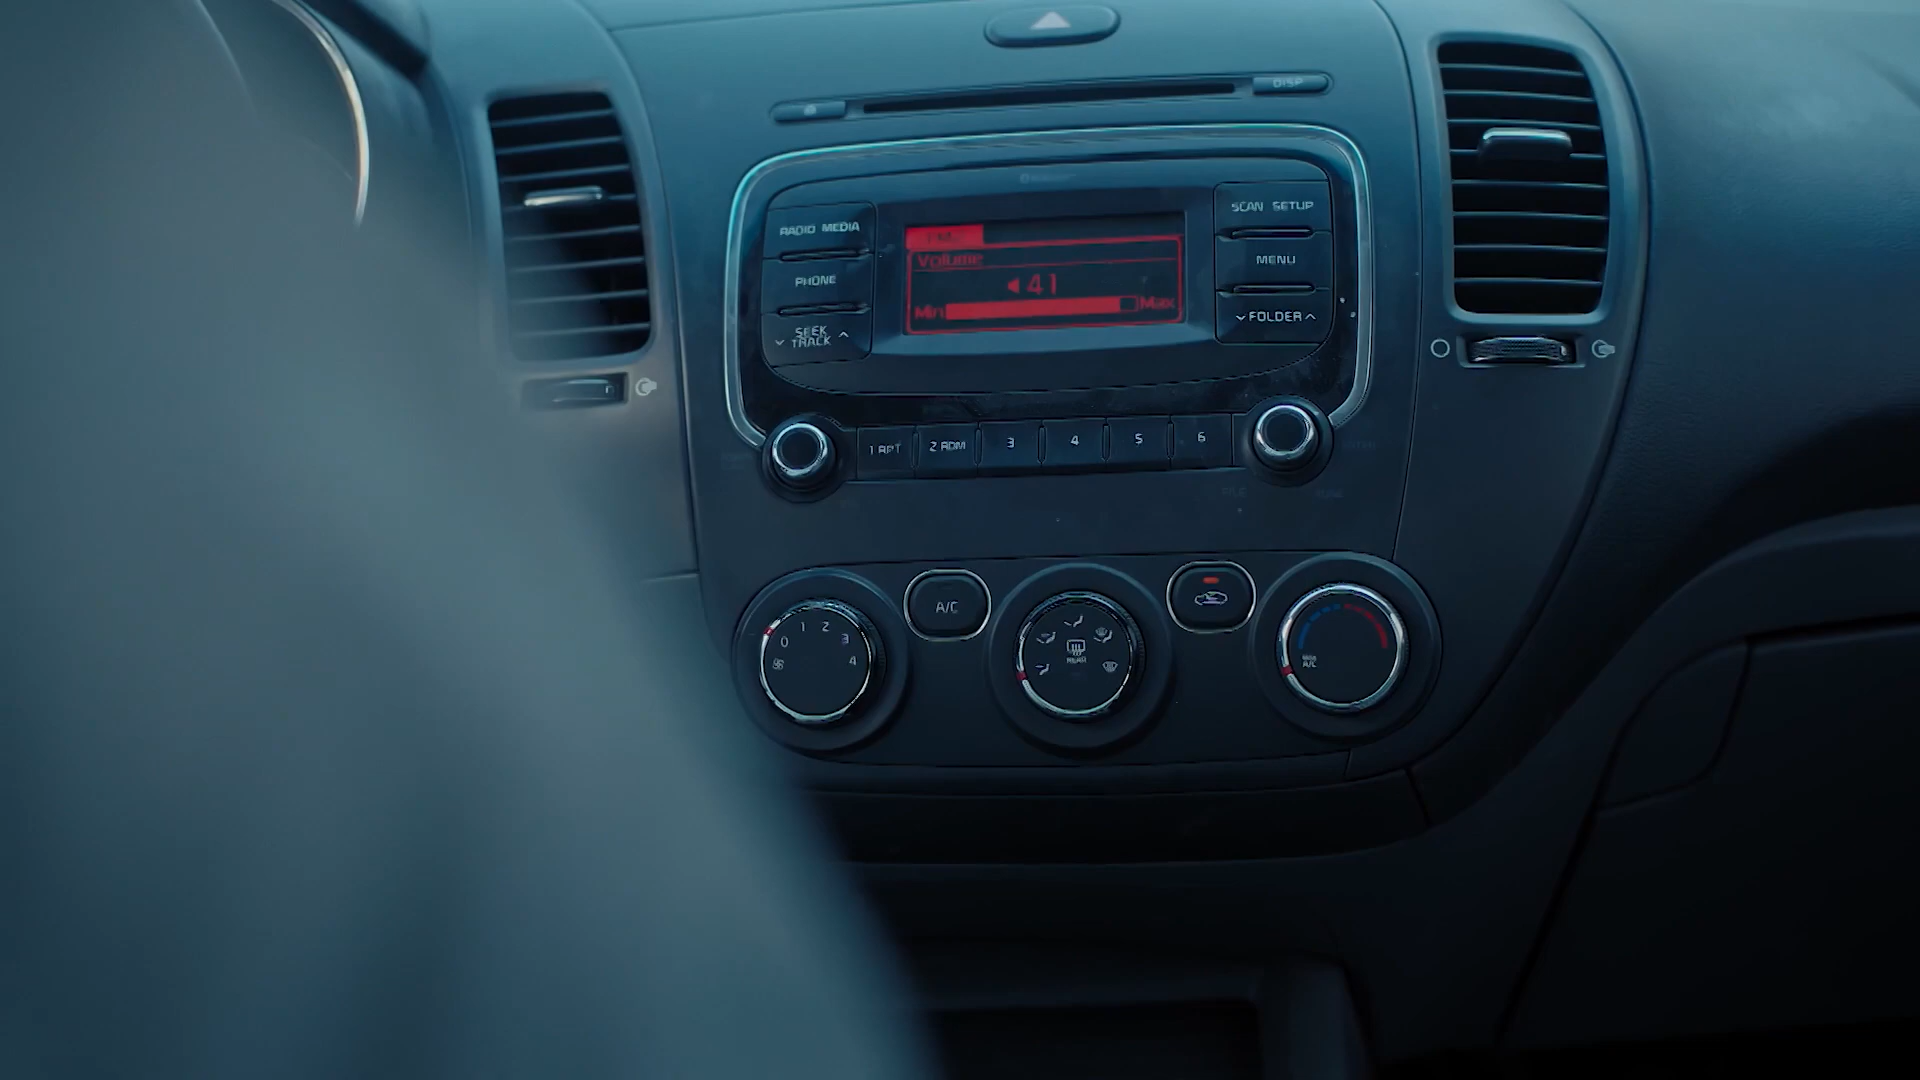 DISP
RADIO MEDIA
SCAN SETUP
Volume
41
Min Max
PHONE
MENU
SEEK
TRACK
FOLDER
1 RPT
2 RDM
3
4
5
6
A/C
0 1 2 3 4
REAR
A/C